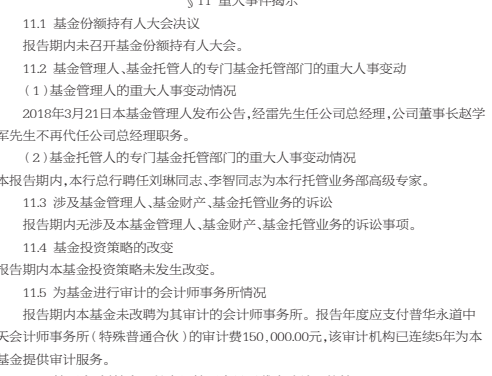 §11 重大事件揭示
11.1 基金份额持有人大会决议
报告期内未召开基金份额持有人大会。
11.2 基金管理人、基金托管人的专门基金托管部门的重大人事变动
(1)基金管理人的重大人事变动情况
2018年3月21日本基金管理人发布公告,经雷先生任公司总经理,公司董事长赵学
军先生不再代任公司总经理职务。
(2)基金托管人的专门基金托管部门的重大人事变动情况
本报告期内,本行总行聘任刘琳同志、李智同志为本行托管业务部高级专家。
11.3 涉及基金管理人、基金财产、基金托管业务的诉讼
报告期内无涉及本基金管理人、基金财产、基金托管业务的诉讼事项。
11.4 基金投资策略的改变
报告期内本基金投资策略未发生改变。
11.5 为基金进行审计的会计师事务所情况
报告期内本基金未改聘为其审计的会计师事务所。报告年度应支付普华永道中
天会计师事务所(特殊普通合伙)的审计费150,000.00元,该审计机构已连续5年为本
基金提供审计服务。